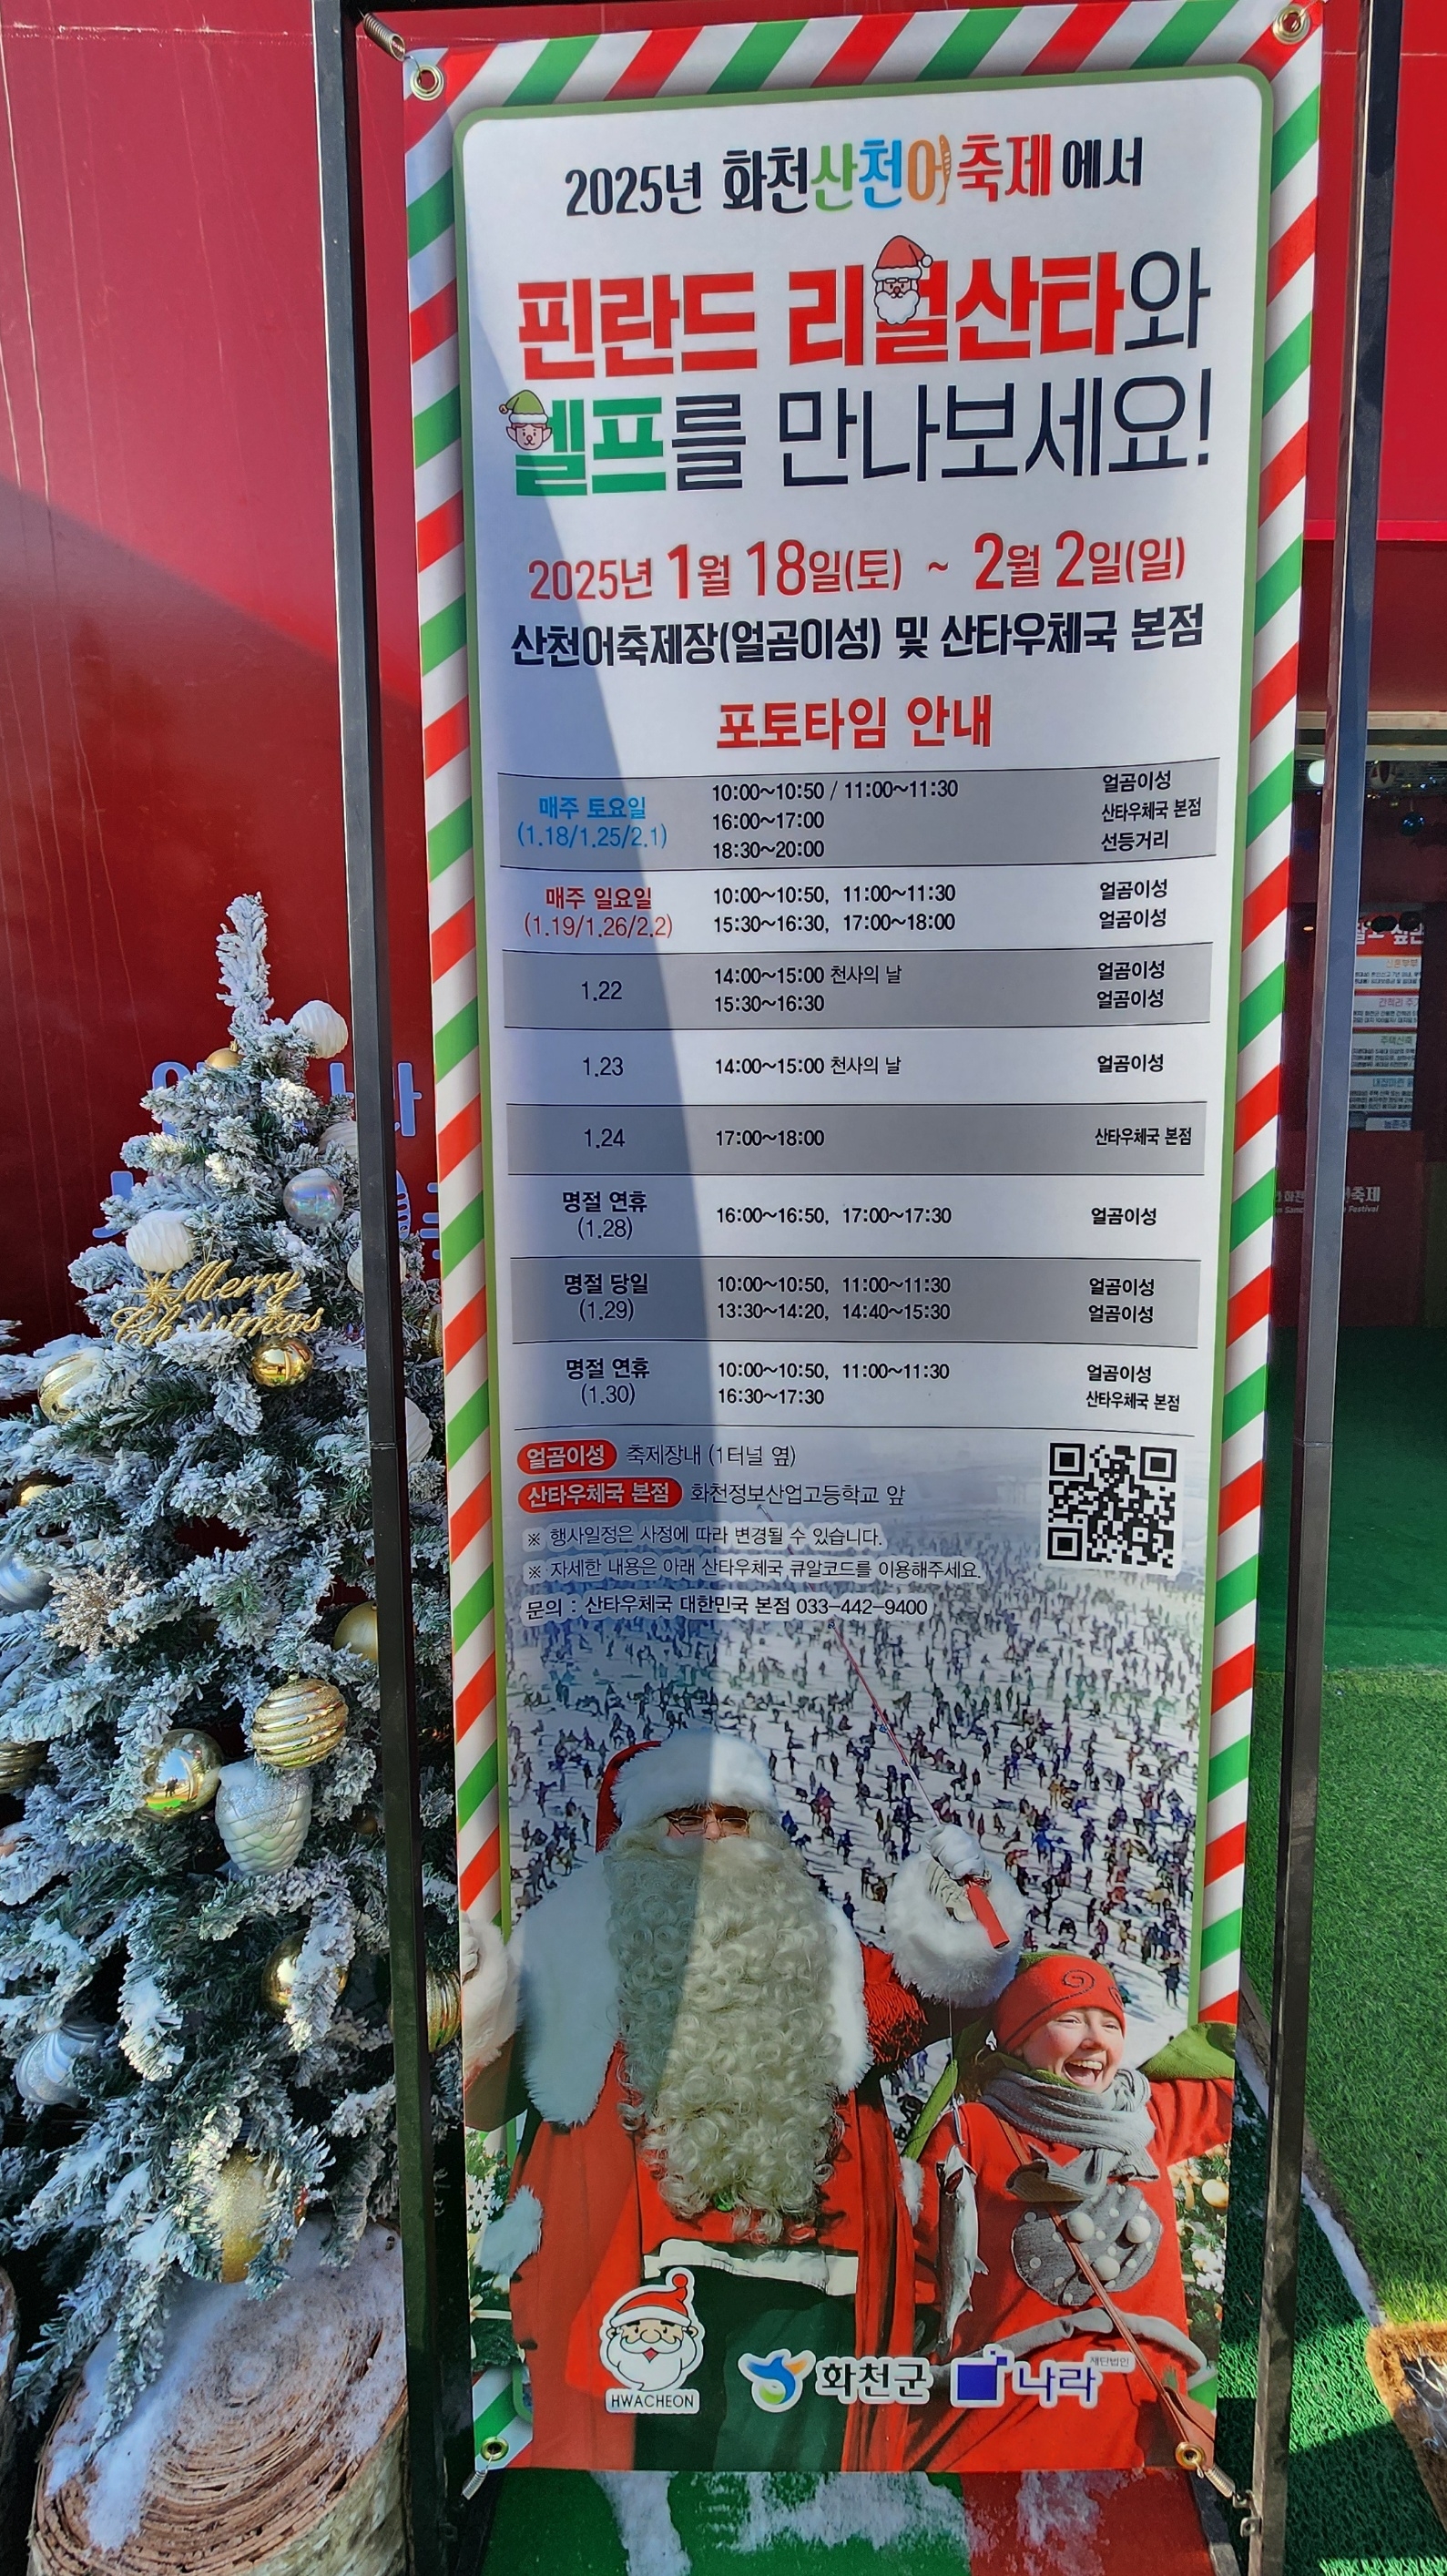 2025년 화천산천어축제에서
핀란드 리얼산타와
엘프를 만나보세요!
2025년 1월 18일(토) ~ 2월 2일(일)
산천어축제장(얼곰이성) 및 산타우체국 본점
포토타임 안내
매주 토요일
(1.18/1.25/2.1)
10:00~10:50 / 11:00~11:30 얼곰이성
16:00~17:00 산타우체국 본점
18:30~20:00 선등거리
매주 일요일
(1.19/1.26/2.2)
10:00~10:50, 11:00~11:30 얼곰이성
15:30~16:30, 17:00~18:00 얼곰이성
1.22
14:00~15:00 천사의 날 얼곰이성
15:30~16:30 얼곰이성
1.23 14:00~15:00 천사의 날 얼곰이성
1.24 17:00~18:00 산타우체국 본점
명절 연휴
(1.28)
16:00~16:50, 17:00~17:30 얼곰이성
명절 당일
(1.29)
10:00~10:50, 11:00~11:30 얼곰이성
13:30~14:20, 14:40~15:30 얼곰이성
명절 연휴
(1.30)
10:00~10:50, 11:00~11:30 얼곰이성
16:30~17:30 산타우체국 본점
얼곰이성 축제장내 (1터널 옆)
산타우체국 본점 화천정보산업고등학교 앞
※ 행사일정은 사정에 따라 변경될 수 있습니다.
※ 자세한 내용은 아래 산타우체국 큐알코드를 이용해주세요.
문의 : 산타우체국 대한민국 본점 033-442-9400
Merry
Christmas
HWACHEON
화천군
재단법인
나라